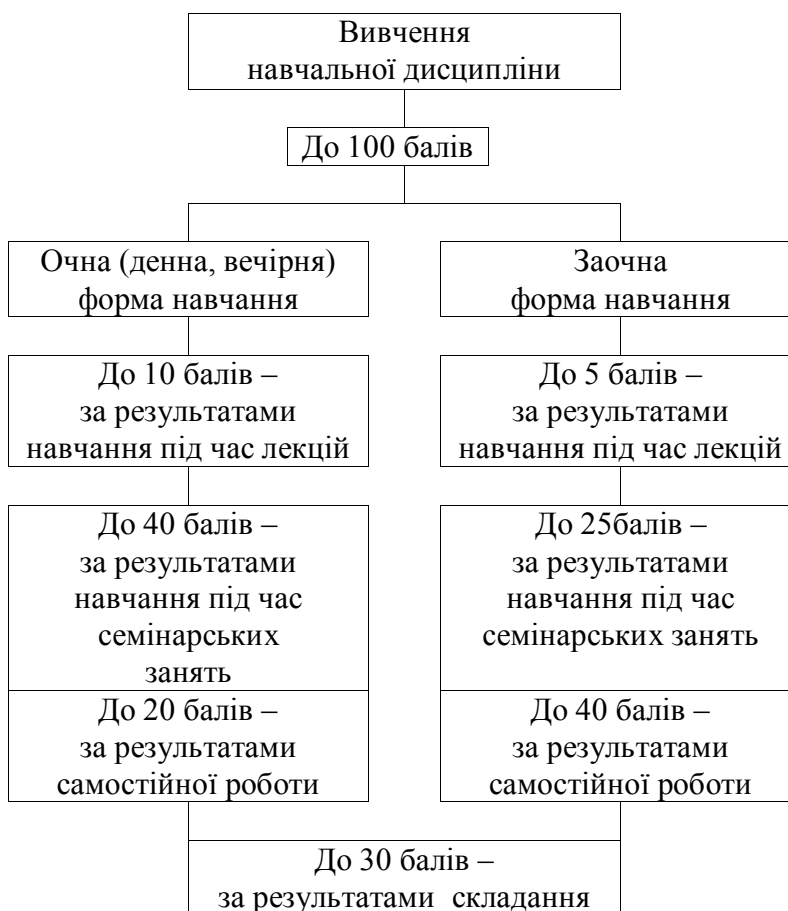 Вивчення
навчальної дисципліни
До 100 балів
Очна (денна, вечірня)
форма навчання
До 10 балів –
за результатами
навчання під час лекцій
До 40 балів –
за результатами
навчання під час
семінарських
занять
До 20 балів –
за результатами
самостійної роботи
Заочна
форма навчання
До 5 балів –
за результатами
навчання під час лекцій
До 25балів –
за результатами
навчання під час
семінарських занять
До 40 балів –
за результатами
самостійної роботи
До 30 балів –
за результатами складання